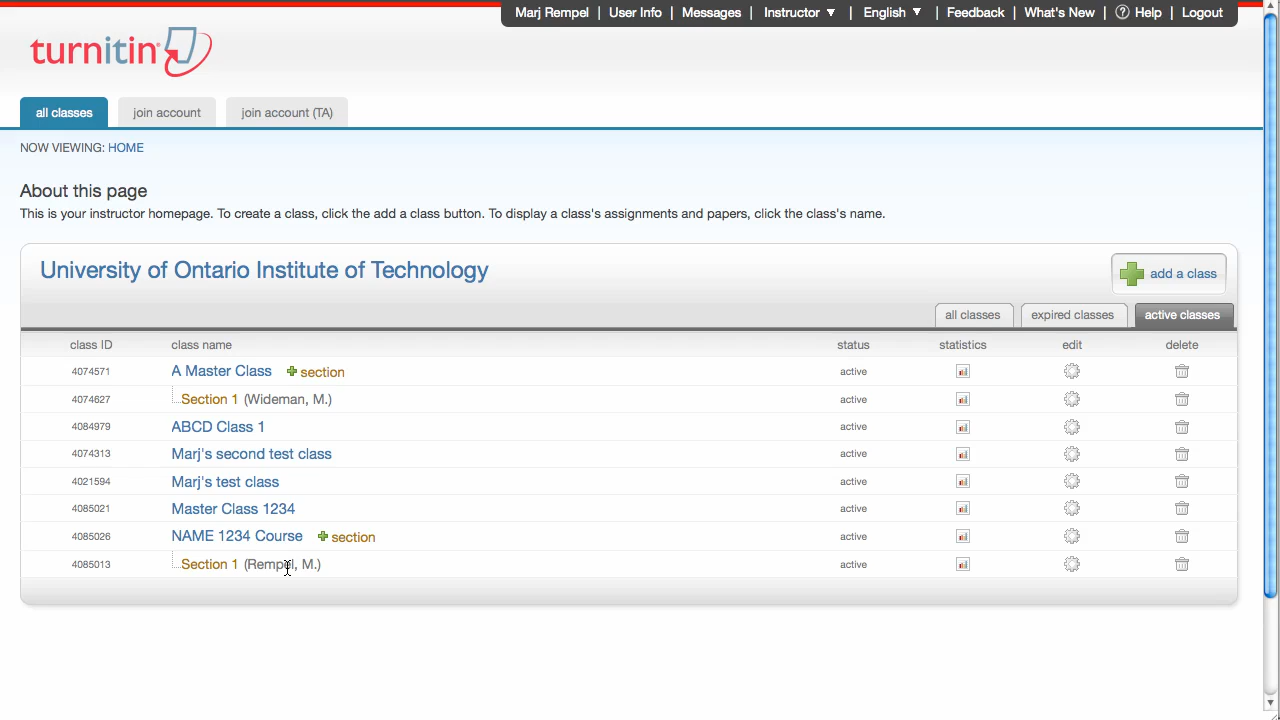 Marj Rempel | User Info | Messages | Instructor ▼ | English ▼ | Feedback | What's New | ? Help | Logout
turnitin
all classes join account join account (TA)
NOW VIEWING: HOME
About this page
This is your instructor homepage. To create a class, click the add a class button. To display a class's assignments and papers, click the class's name.
University of Ontario Institute of Technology
add a class
all classes expired classes active classes
class ID class name status statistics edit delete
4074571 A Master Class section active
4074627 Section 1 (Wideman, M.) active
4084979 ABCD Class 1 active
4074313 Marj's second test class active
4021594 Marj's test class active
4085021 Master Class 1234 active
4085026 NAME 1234 Course section active
4085013 Section 1 (Rempel, M.) active